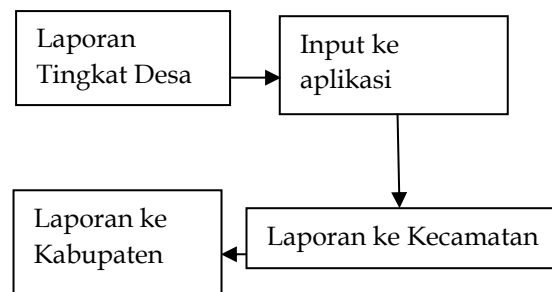 Laporan
Tingkat Desa
Input ke
aplikasi
Laporan ke Kecamatan
Laporan ke
Kabupaten